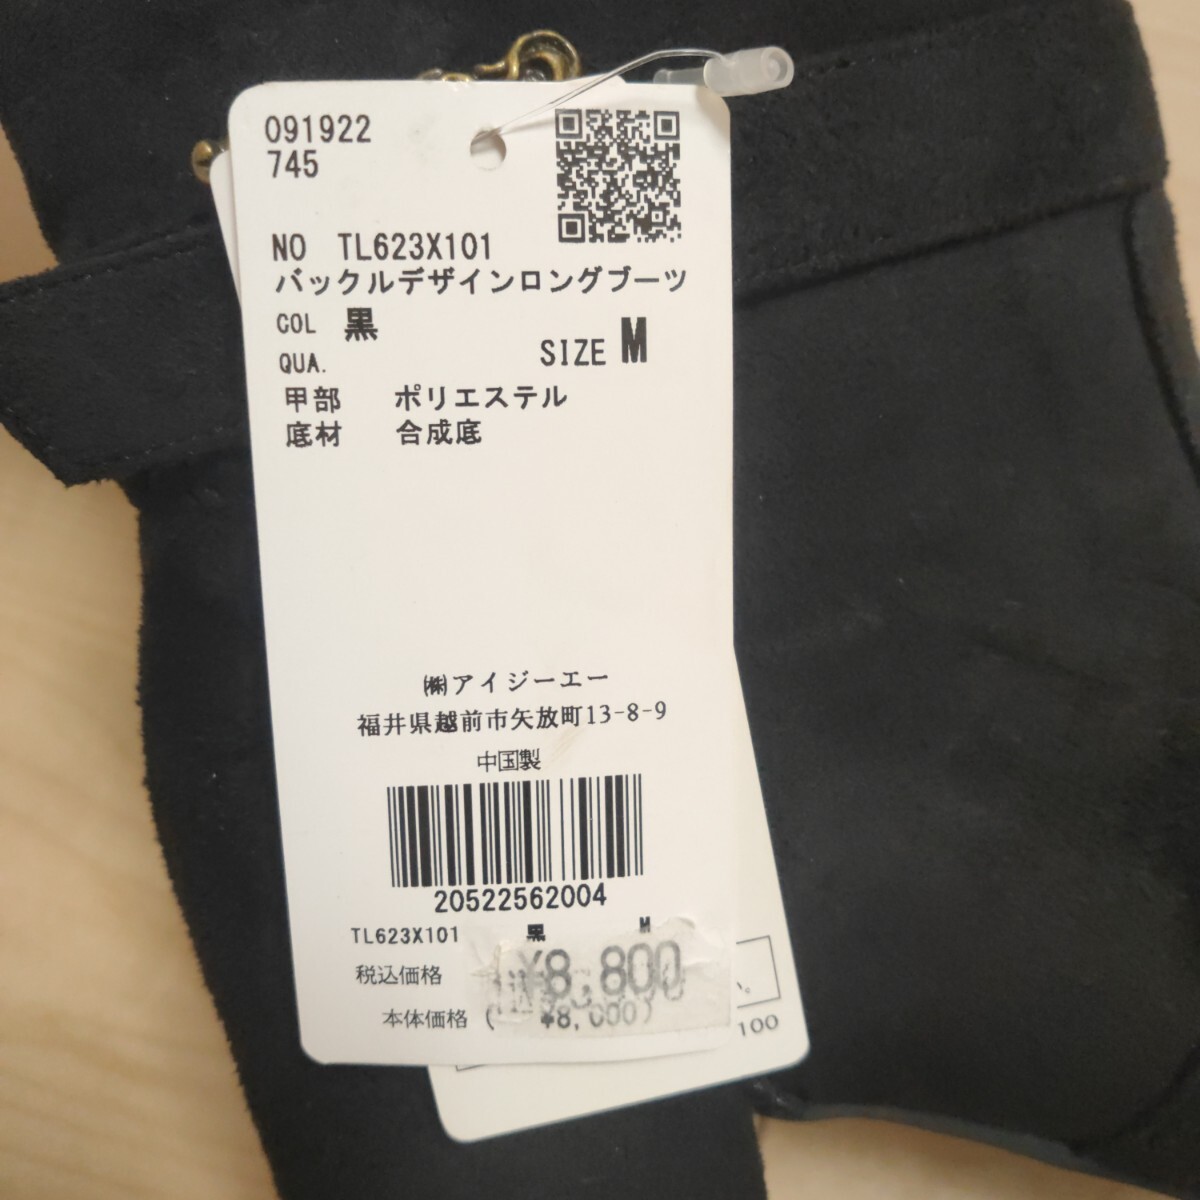 091922
745
NO TL623X101
バックルデザインロングブーツ
COL 黒
QUA. SIZE M
甲部 ポリエステル
底材 合成底
㈱アイジーエー
福井県越前市矢放町13-8-9
中国製
20522562004
TL623X101 黒 M
税込価格 ¥8,800
本体価格( ¥8,000)
100